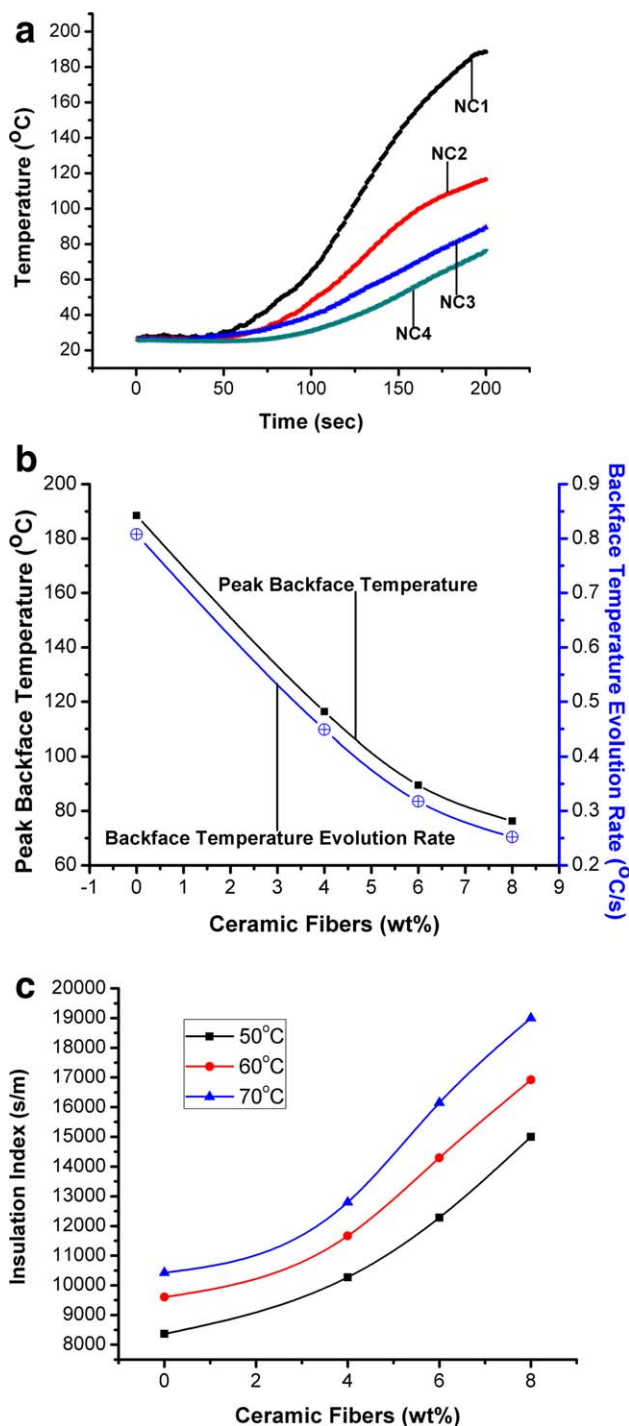 a
200
180
160
140
120
100
80
60
40
20
Temperature (°C)
NC1
NC2
NC3
NC4
0
50
100
150
200
Time (sec)
b
200
180
160
140
120
100
80
60
Peak Backface Temperature (°C)
Peak Backface Temperature
Backface Temperature Evolution Rate
0.9
0.8
0.7
0.6
0.5
0.4
0.3
0.2
Backface Temperature Evolution
Rate (°C/s)
-1 0 1 2 3 4 5 6 7 8 9
Ceramic Fibers (wt%)
c
20000
19000
18000
17000
16000
15000
14000
13000
12000
11000
10000
9000
8000
Insulation Index (s/m)
50°C
60°C
70°C
0 2 4 6 8
Ceramic Fibers (wt%)